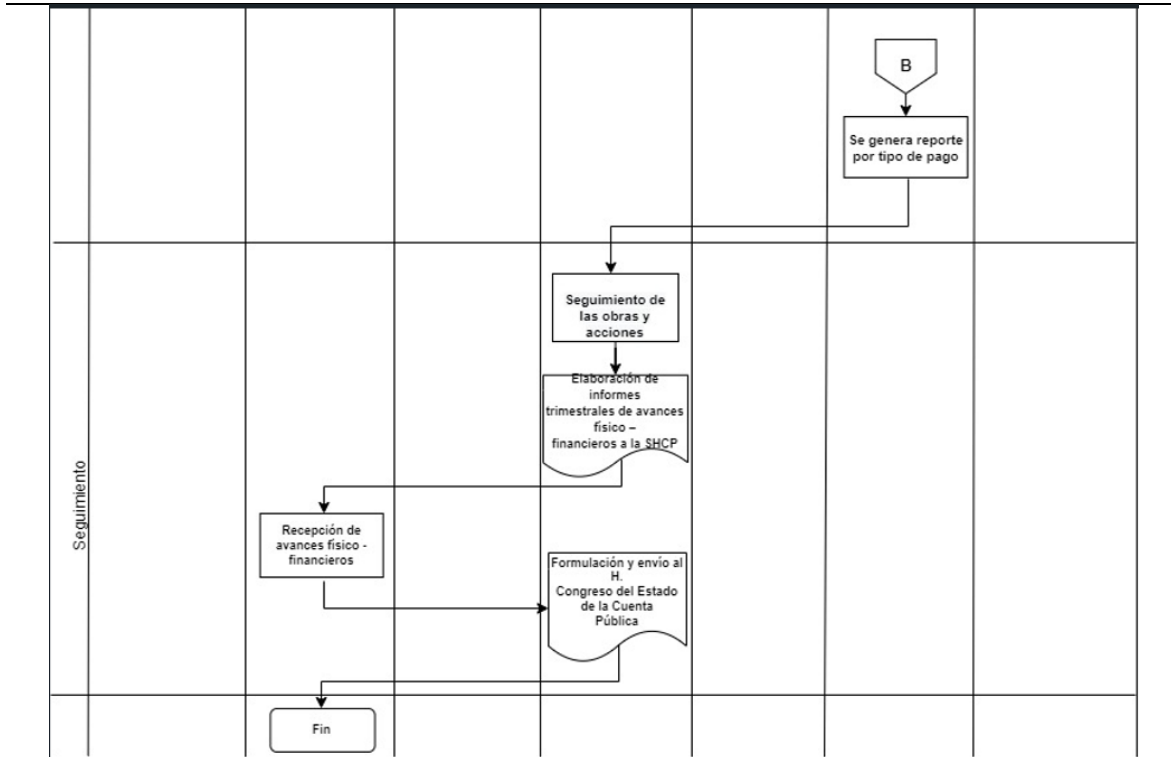 B
Se genera reporte
por tipo de pago
Seguimiento
Seguimiento de
las obras y
acciones
Elaboración de
informes
trimestrales de avances
físico –
financieros a la SHCP
Recepción de
avances físico -
financieros
Formulación y envío al
H.
Congreso del Estado
de la Cuenta
Pública
Fin